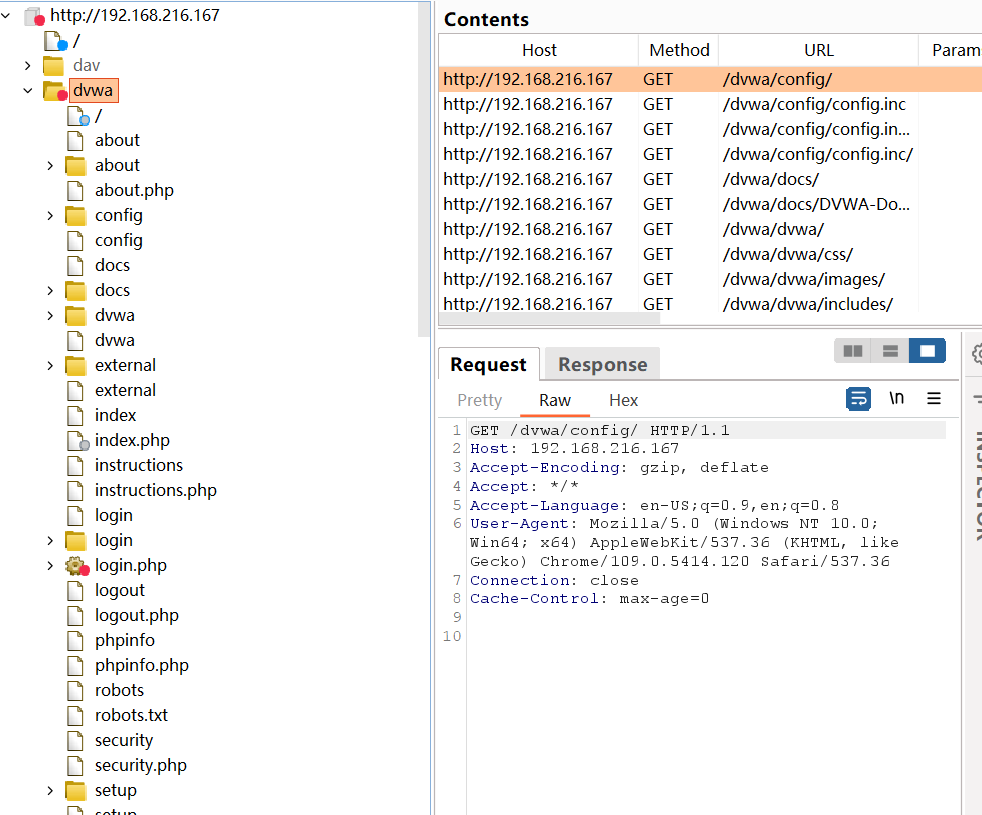 http://192.168.216.167
/
dav
dvwa
/
about
about
about.php
config
config
docs
docs
dvwa
dvwa
external
external
index
index.php
instructions
instructions.php
login
login
login.php
logout
logout.php
phpinfo
phpinfo.php
robots
robots.txt
security
security.php
setup
setup
Contents
Host Method URL Param
http://192.168.216.167 GET /dvwa/config/
http://192.168.216.167 GET /dvwa/config/config.inc
http://192.168.216.167 GET /dvwa/config/config.in...
http://192.168.216.167 GET /dvwa/config/config.inc/
http://192.168.216.167 GET /dvwa/docs/
http://192.168.216.167 GET /dvwa/docs/DVWA-Do...
http://192.168.216.167 GET /dvwa/dvwa/
http://192.168.216.167 GET /dvwa/dvwa/css/
http://192.168.216.167 GET /dvwa/dvwa/images/
http://192.168.216.167 GET /dvwa/dvwa/includes/
Request Response
Pretty Raw Hex \n
1 GET /dvwa/config/ HTTP/1.1
2 Host: 192.168.216.167
3 Accept-Encoding: gzip, deflate
4 Accept: */*
5 Accept-Language: en-US;q=0.9,en;q=0.8
6 User-Agent: Mozilla/5.0 (Windows NT 10.0;
Win64; x64) AppleWebKit/537.36 (KHTML, like
Gecko) Chrome/109.0.5414.120 Safari/537.36
7 Connection: close
8 Cache-Control: max-age=0
9
10
INSPECTOR